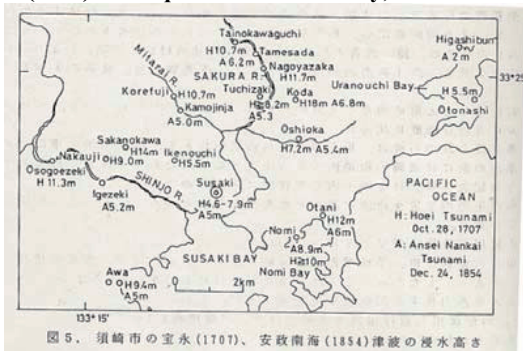 Tainokawaguchi
H10.7m
A6.2m
Tamesada
Nagoyazaka
H11.7m
SAKURA R.
Mitarai R.
Higashibun
A 2m
33°25
Uranouchi Bay
H 5.5m
Otonashi
Korefuji
H10.7m
Tuchizaki
Koda
H18m A6.8m
A5.3
Kamojinja
A5.0m
Oshioka
H7.2m A5.4m
Sakanokawa
H14m
Nakauji
H9.0m
Ikenouchi
H5.5m
Osogoezeki
H 11.3m
Igezeki
A5.2m
SHINJO R.
Susaki
H4.6-7.9m
A5m
PACIFIC
OCEAN
H: Hoei Tsunami
Oct. 28, 1707
A: Ansei Nankai
Tsunami
Dec. 24, 1854
Otani
H12m
A6m
Nomi
A8.9m
Nomi Bay
SUSAKI BAY
Awa
H9.4m
A5m
0 2km
133°15'
図5. 須崎市の宝永(1707)、安政南海(1854)津波の浸水高さ